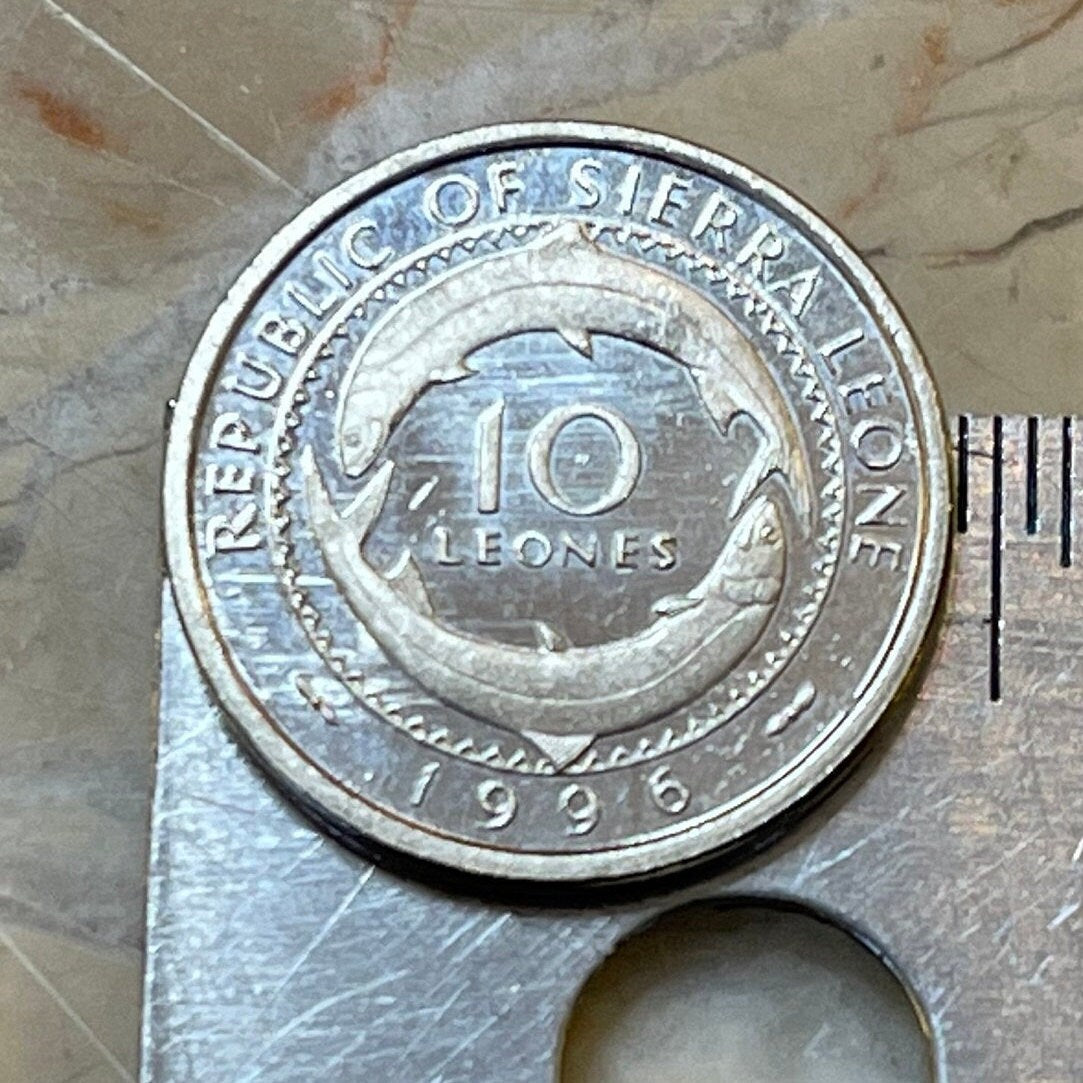 REPUBLIC OF SIERRA LEONE
10
LEONES
1996